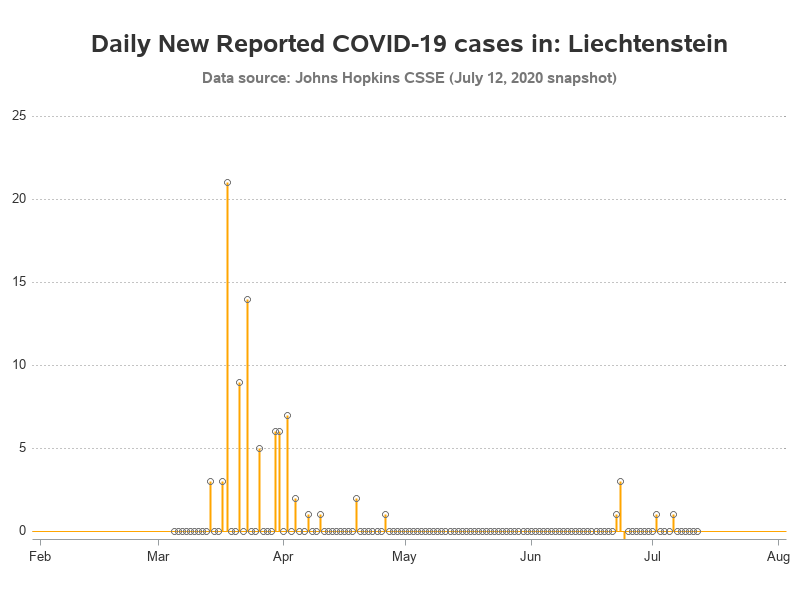 Daily New Reported COVID-19 cases in: Liechtenstein
Data source: Johns Hopkins CSSE (July 12, 2020 snapshot)
25
20
15
10
5
0
Feb Mar Apr May Jun Jul Aug